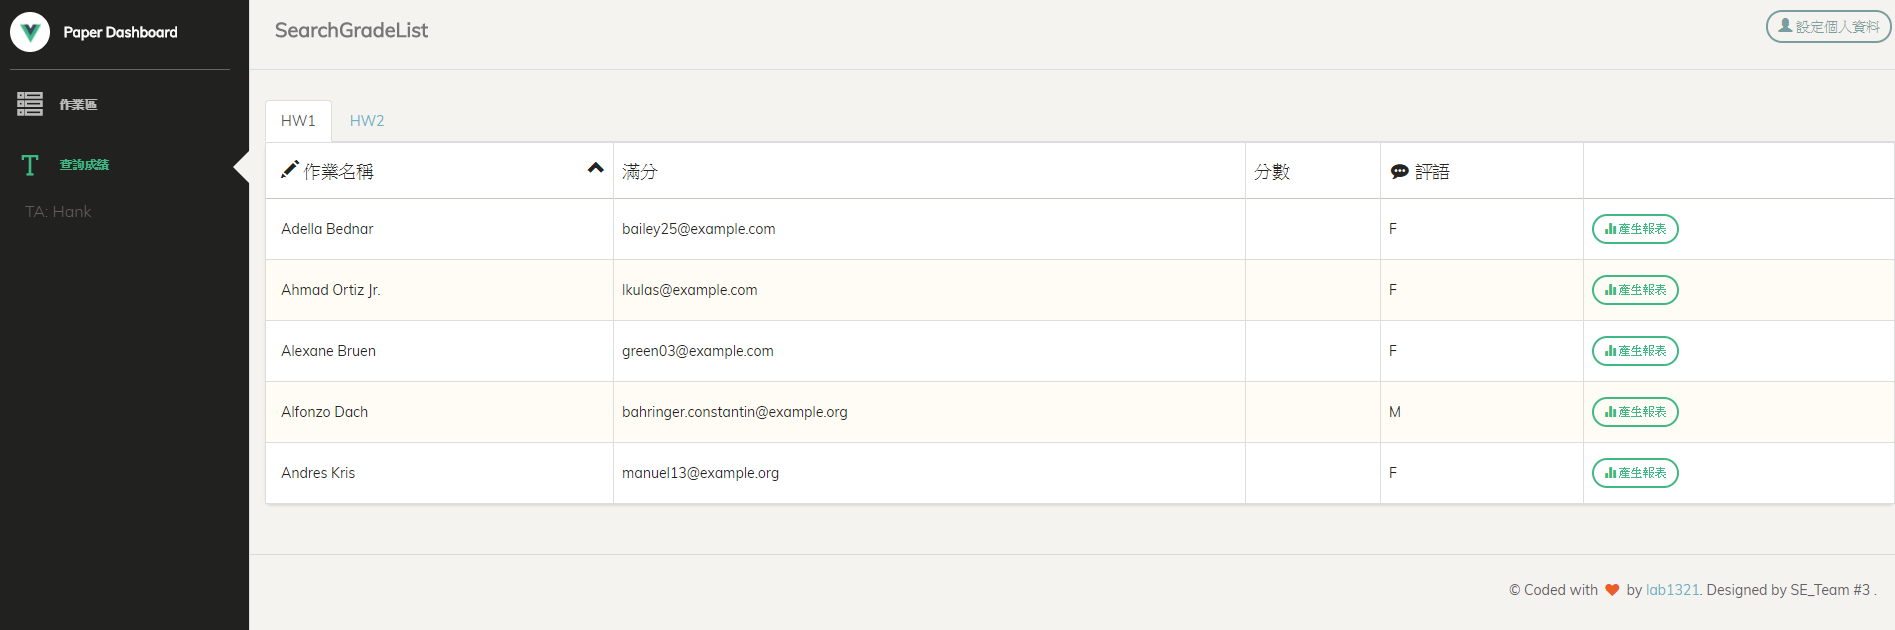 Paper Dashboard
作業區
查詢成績
TA: Hank
SearchGradeList
設定個人資料
HW1 HW2
作業名稱 滿分 分數 評語
Adella Bednar bailey25@example.com F 產生報表
Ahmad Ortiz Jr. lkulas@example.com F 產生報表
Alexane Bruen green03@example.com F 產生報表
Alfonzo Dach bahringer.constantin@example.org M 產生報表
Andres Kris manuel13@example.org F 產生報表
© Coded with by lab1321. Designed by SE_Team #3 .